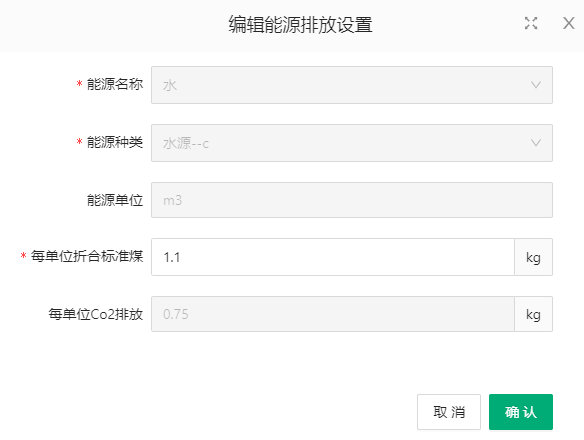 编辑能源排放设置
* 能源名称 水
* 能源种类 水源--c
能源单位 m3
* 每单位折合标准煤 1.1 kg
每单位Co2排放 0.75 kg
取 消 确 认